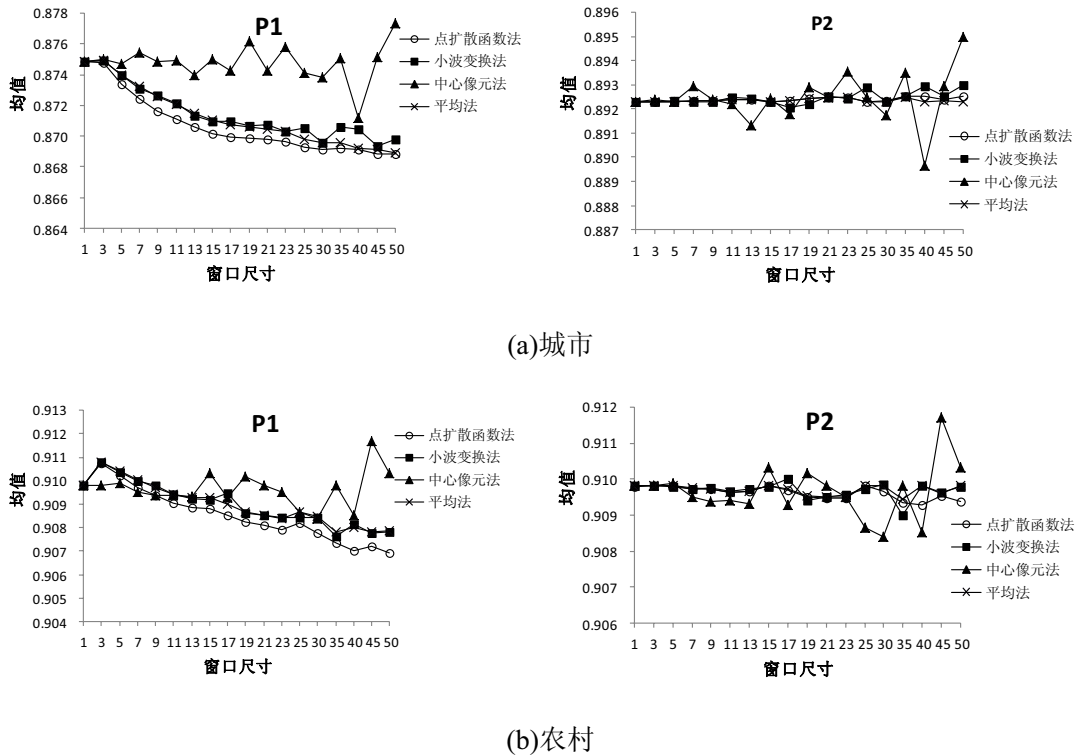 P1
0.878
0.876
0.874
0.872
0.870
0.868
0.866
0.864
均值
1 3 5 7 9 11 13 15 17 19 21 23 25 30 35 40 45 50
窗口尺寸
点扩散函数法
小波变换法
中心像元法
平均法
P2
0.896
0.895
0.894
0.893
0.892
0.891
0.890
0.889
0.888
0.887
均值
1 3 5 7 9 11 13 15 17 19 21 23 25 30 35 40 45 50
窗口尺寸
点扩散函数法
小波变换法
中心像元法
平均法
(a)城市
P1
0.913
0.912
0.911
0.910
0.909
0.908
0.907
0.906
0.905
0.904
均值
1 3 5 7 9 11 13 15 17 19 21 23 25 30 35 40 45 50
窗口尺寸
点扩散函数法
小波变换法
中心像元法
平均法
P2
0.912
0.911
0.910
0.909
0.908
0.907
0.906
均值
1 3 5 7 9 11 13 15 17 19 21 23 25 30 35 40 45 50
窗口尺寸
点扩散函数法
小波变换法
中心像元法
平均法
(b)农村